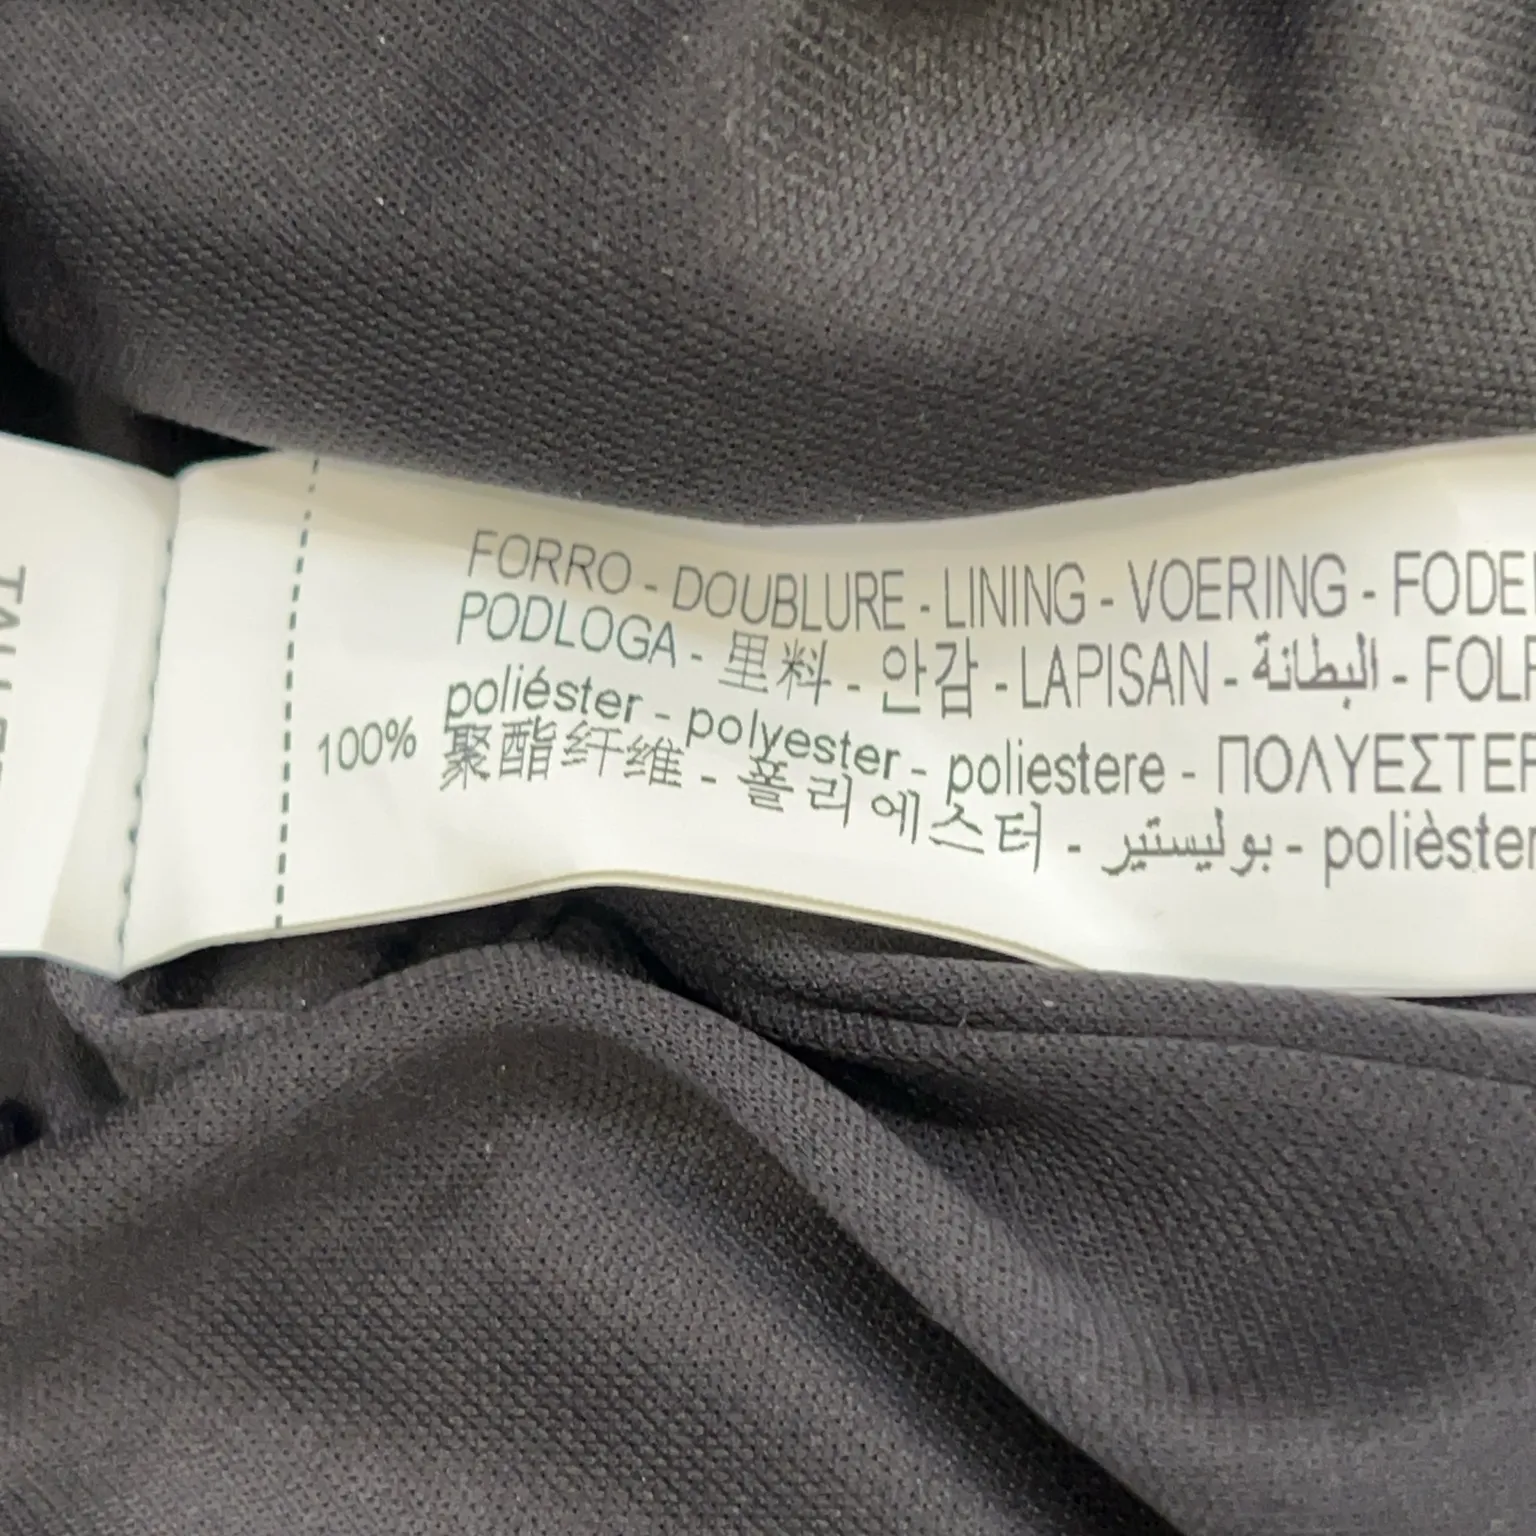 FORRO - DOUBLURE - LINING - VOERING - FODE
PODLOGA - 里料 - 안감 - LAPISAN - البطانة - FOL
100% poliéster - polyester - poliestere - ΠΟΛΥΕΣΤΕΡ
聚酯纤维 - 폴리에스터 - بوليستير - polièster